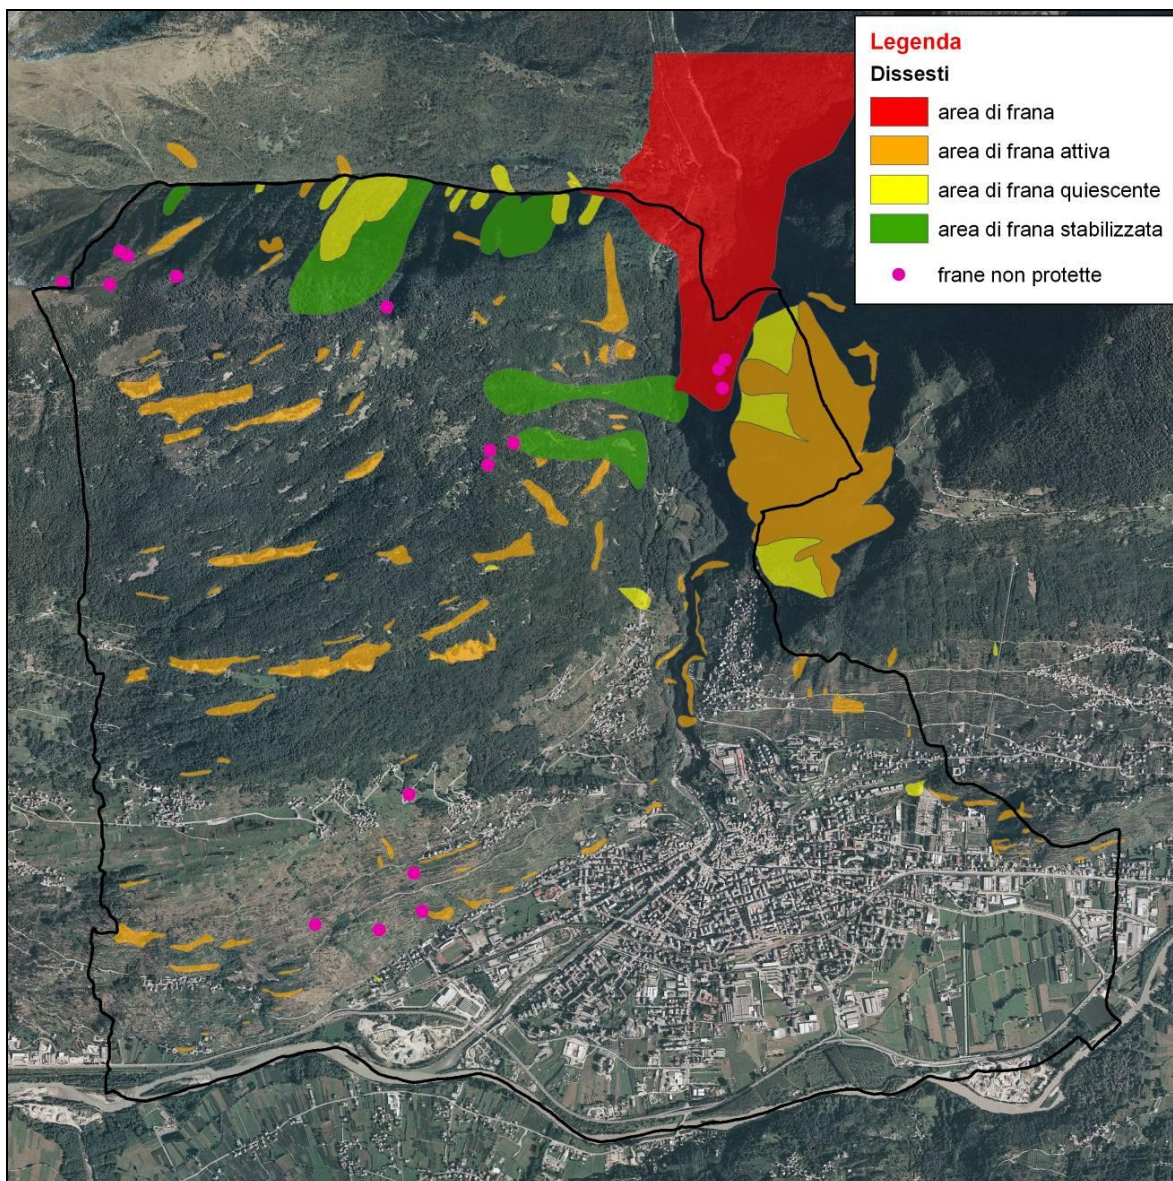 Legenda
Dissesti
area di frana
area di frana attiva
area di frana quiescente
area di frana stabilizzata
frane non protette